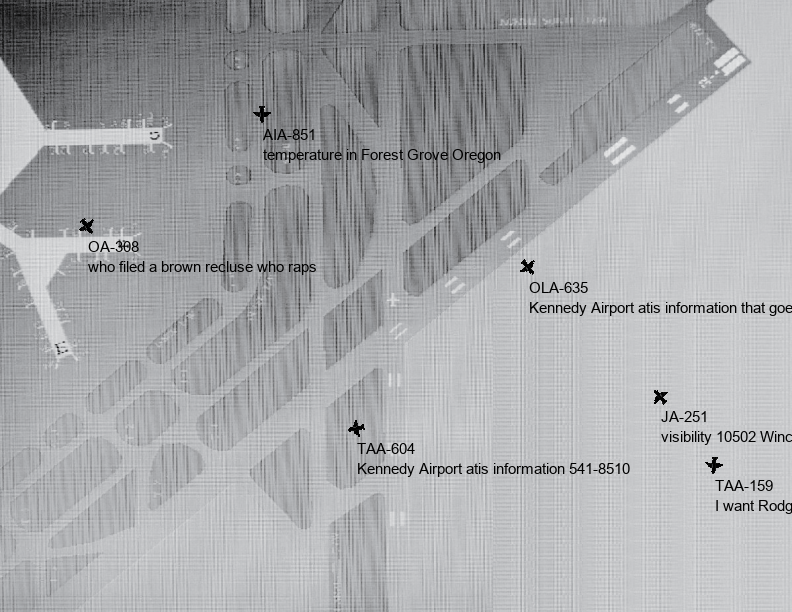 AIA-851
temperature in Forest Grove Oregon
OA-308
who filed a brown recluse who raps
OLA-635
Kennedy Airport atis information that goe
JA-251
visibility 10502 Winc
TAA-604
Kennedy Airport atis information 541-8510
TAA-159
I want Rodg